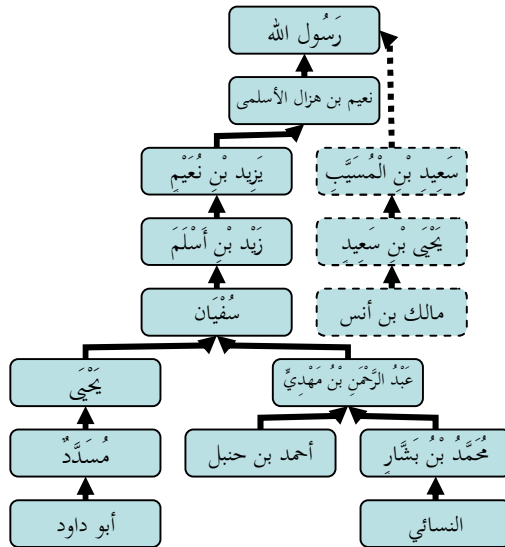 رَسُول الله
نعيم بن هزال الأسلمى
يَزِيد بْنِ نُعَيْمٍ
سَعِيدِ بْنِ الْمُسَيَّبِ
زَيْد بْنِ أَسْلَمَ
يَحْيَى بْنِ سَعِيدٍ
سُفْيَان
مالك بن أنس
يَحْيَى
عَبْدُ الرَّحْمَنِ بْنُ مَهْدِيٍّ
مُسَدَّدٌ
أحمد بن حنبل
مُحَمَّدُ بْنُ بَشَّارٍ
أبو داود
النسائي